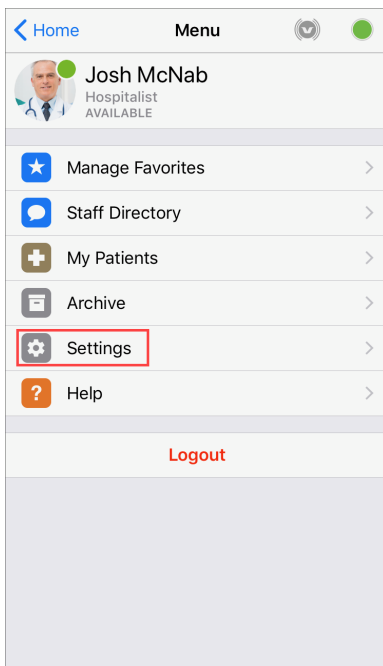 Home Menu
Josh McNab
Hospitalist
AVAILABLE
Manage Favorites
Staff Directory
My Patients
Archive
Settings
? Help
Logout